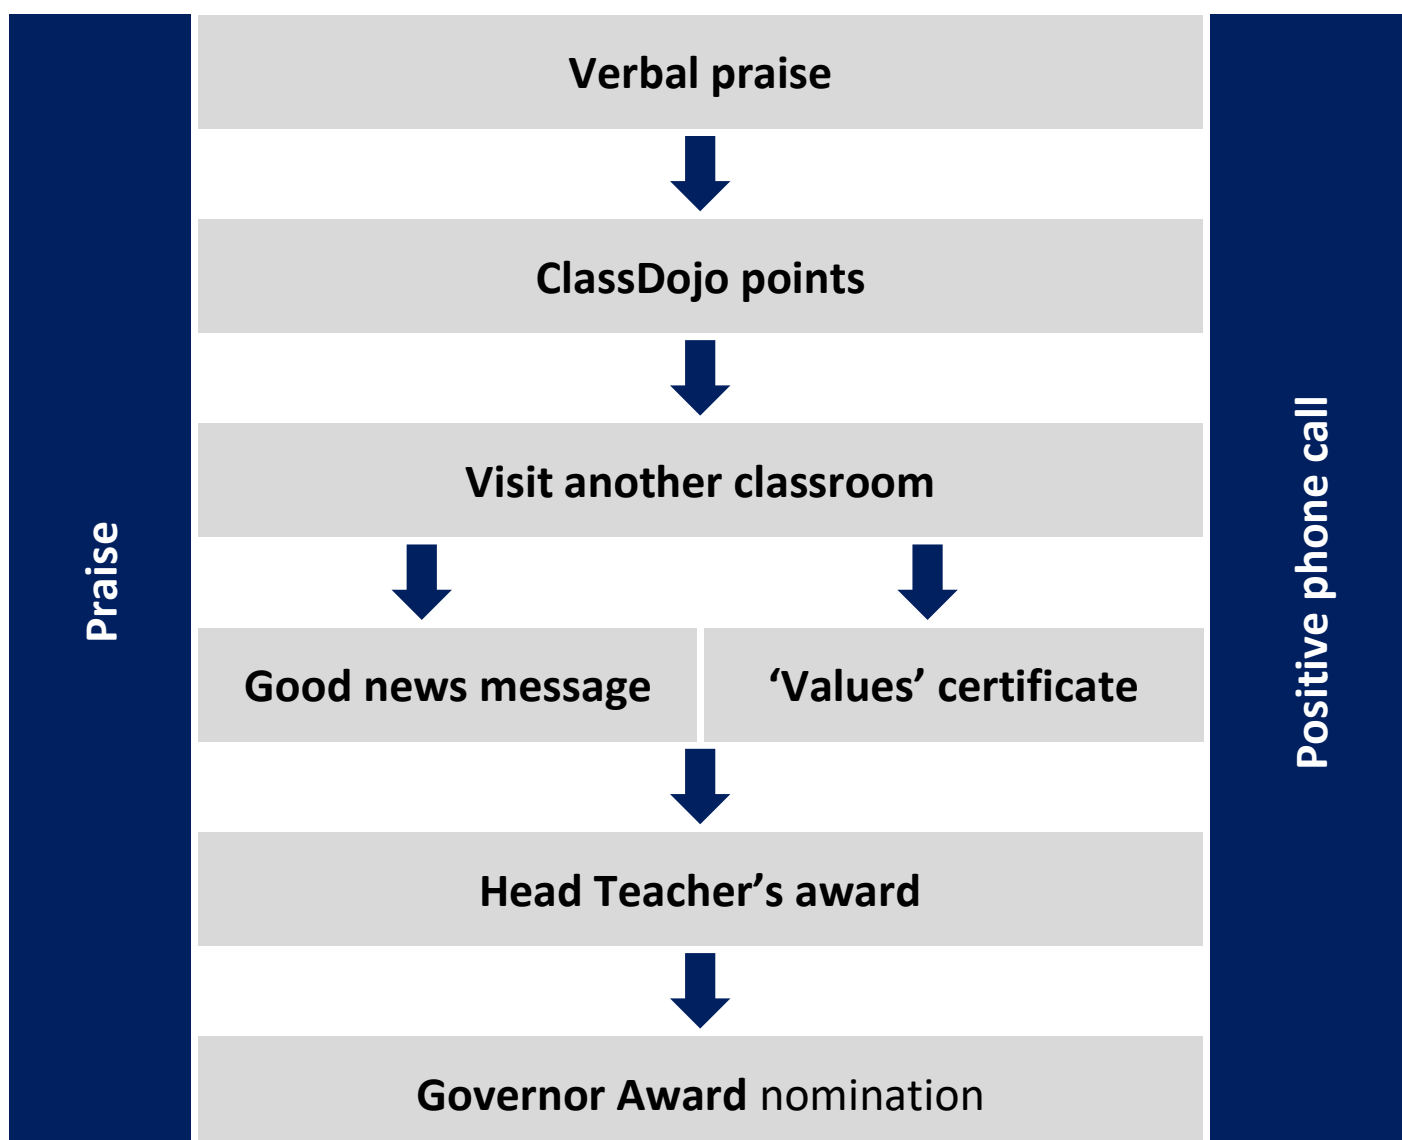 Verbal praise
ClassDojo points
Visit another classroom
Good news message
‘Values’ certificate
Head Teacher’s award
Governor Award nomination
Praise
Positive phone call